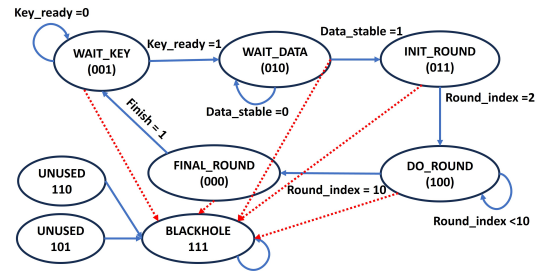 Key_ready =0
WAIT_KEY
(001)
Key_ready=1
WAIT_DATA
(010)
Data_stable=1
INIT_ROUND
(011)
Data_stable=0
Round_index=2
Finish = 1
FINAL_ROUND
(000)
DO_ROUND
(100)
Round_index = 10
Round_index <10
UNUSED
110
UNUSED
101
BLACKHOLE
111